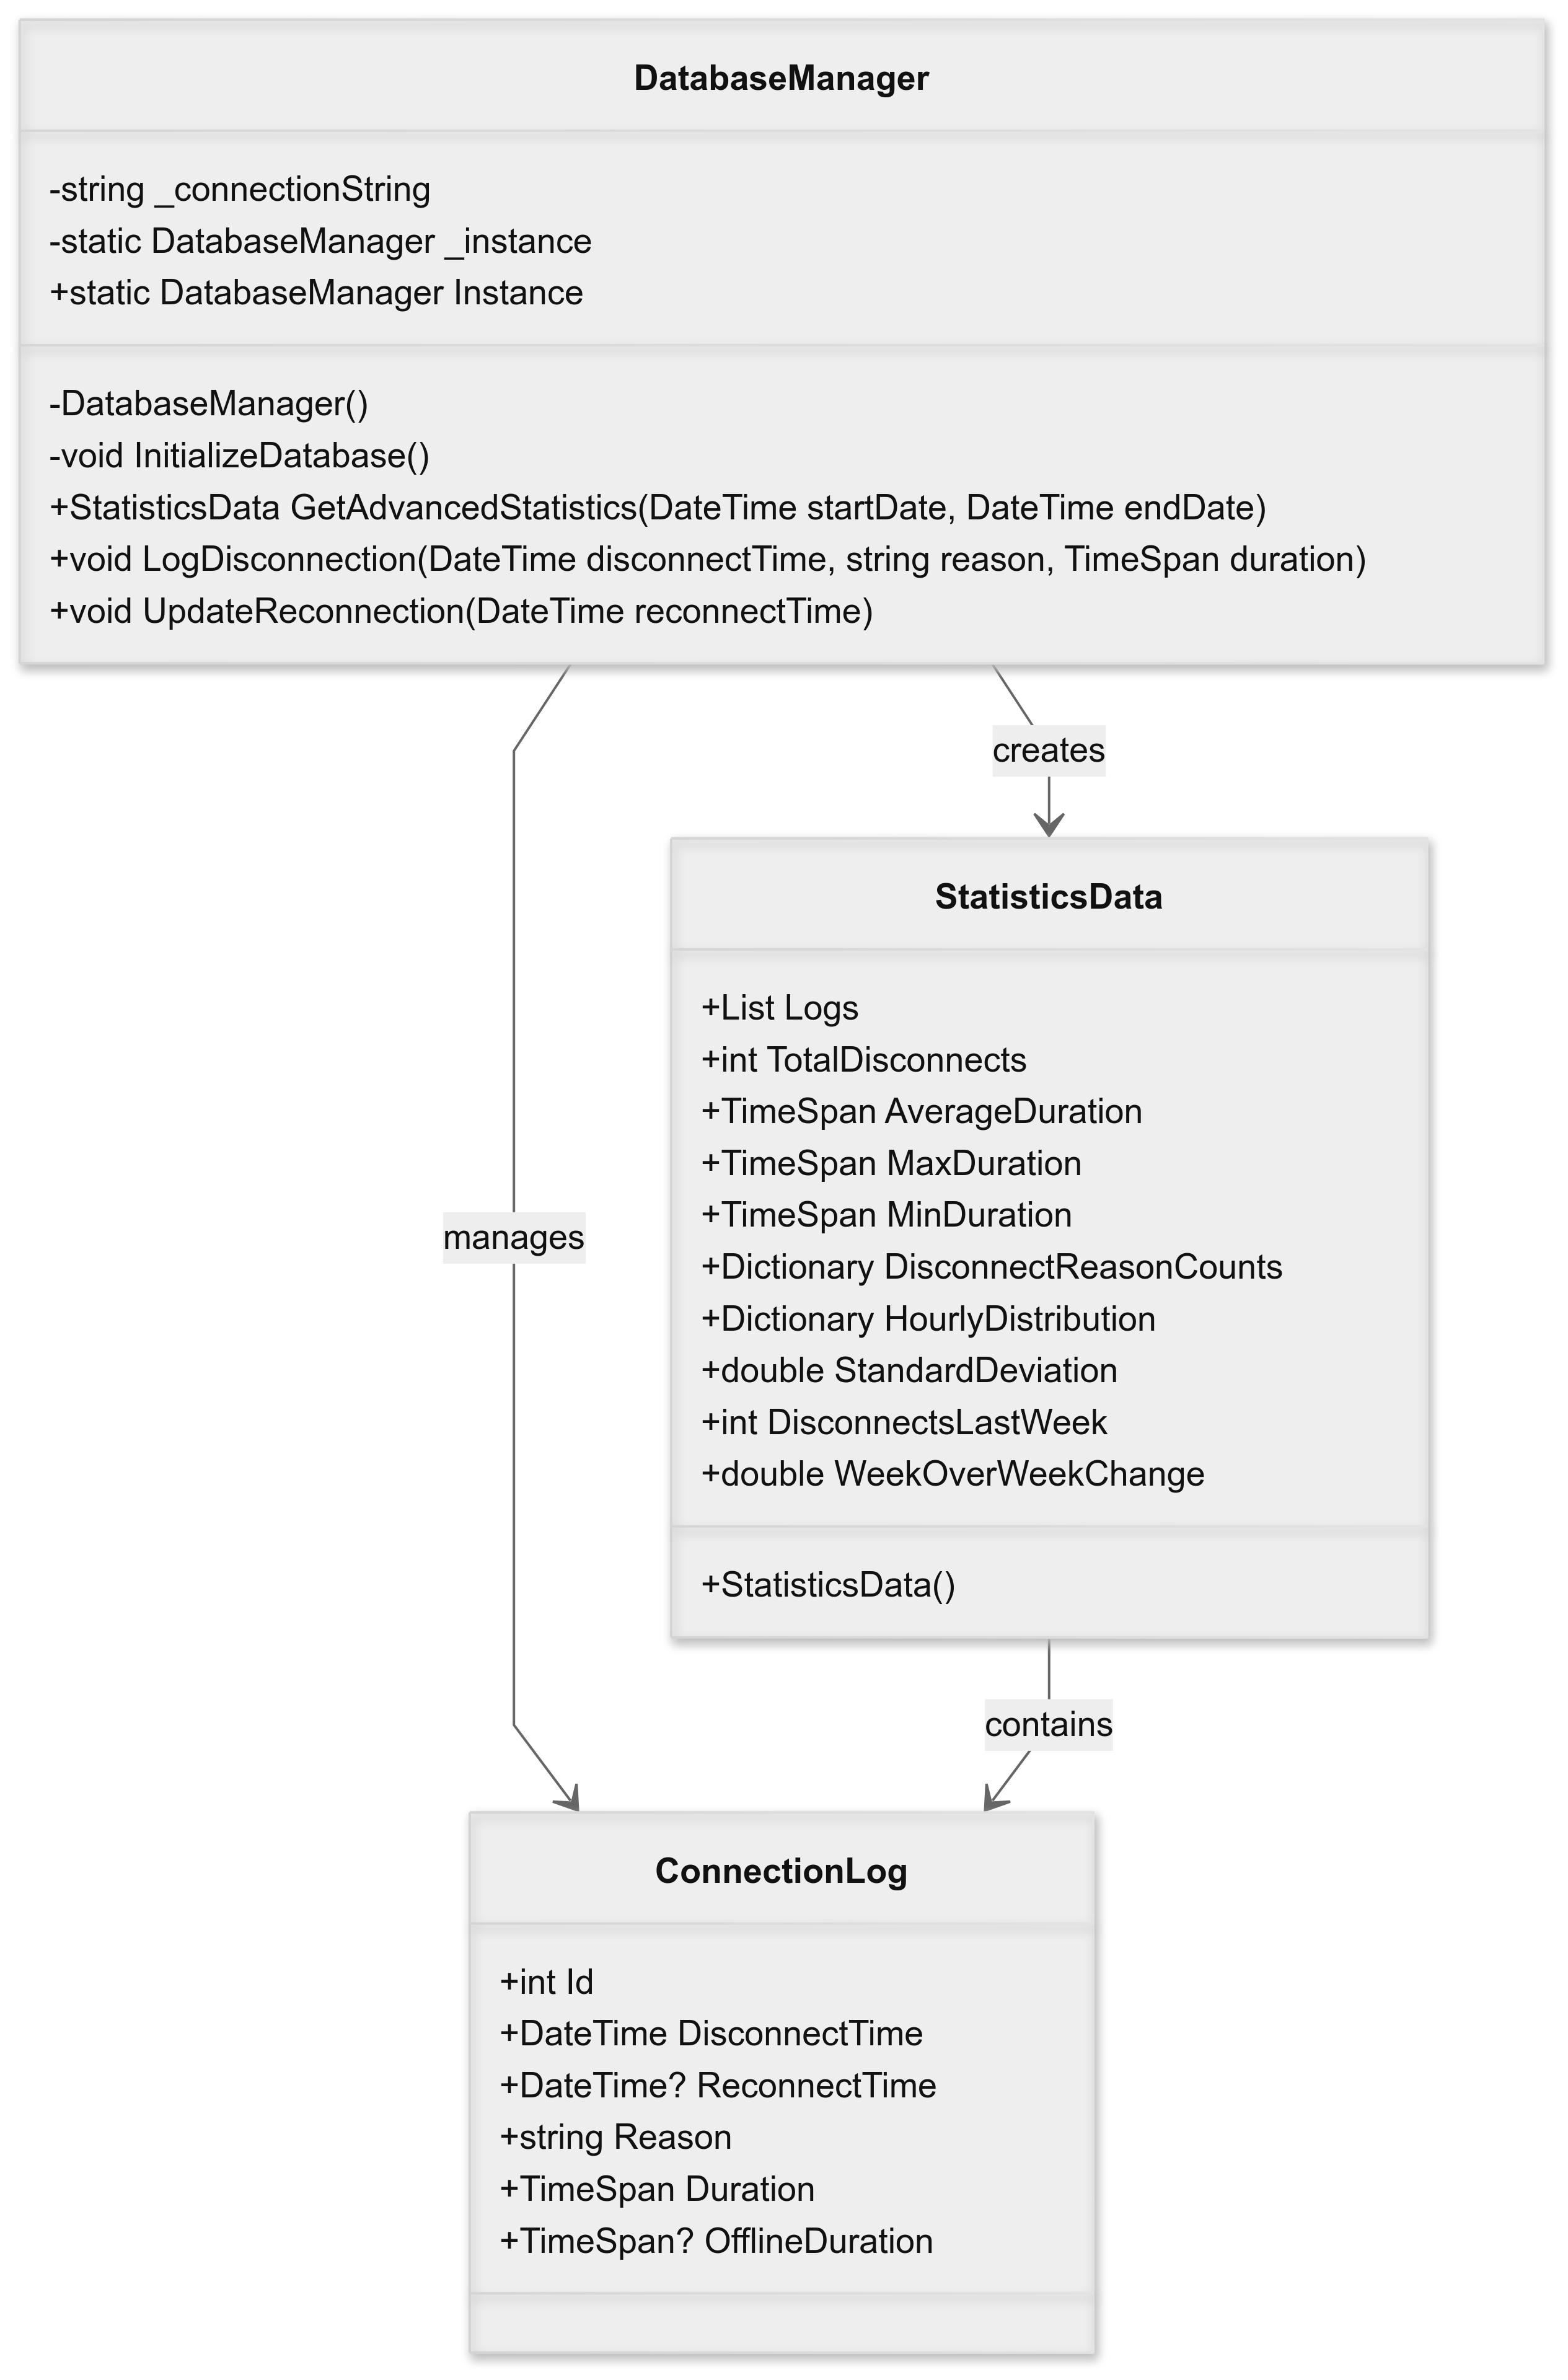 DatabaseManager
-string _connectionString
-static DatabaseManager _instance
+static DatabaseManager Instance
-DatabaseManager()
-void InitializeDatabase()
+StatisticsData GetAdvancedStatistics(DateTime startDate, DateTime endDate)
+void LogDisconnection(DateTime disconnectTime, string reason, TimeSpan duration)
+void UpdateReconnection(DateTime reconnectTime)
creates
StatisticsData
+List Logs
+int TotalDisconnects
+TimeSpan AverageDuration
+TimeSpan MaxDuration
+TimeSpan MinDuration
+Dictionary DisconnectReasonCounts
+Dictionary HourlyDistribution
+double StandardDeviation
+int DisconnectsLastWeek
+double WeekOverWeekChange
+StatisticsData()
manages
contains
ConnectionLog
+int Id
+DateTime DisconnectTime
+DateTime? ReconnectTime
+string Reason
+TimeSpan Duration
+TimeSpan? OfflineDuration